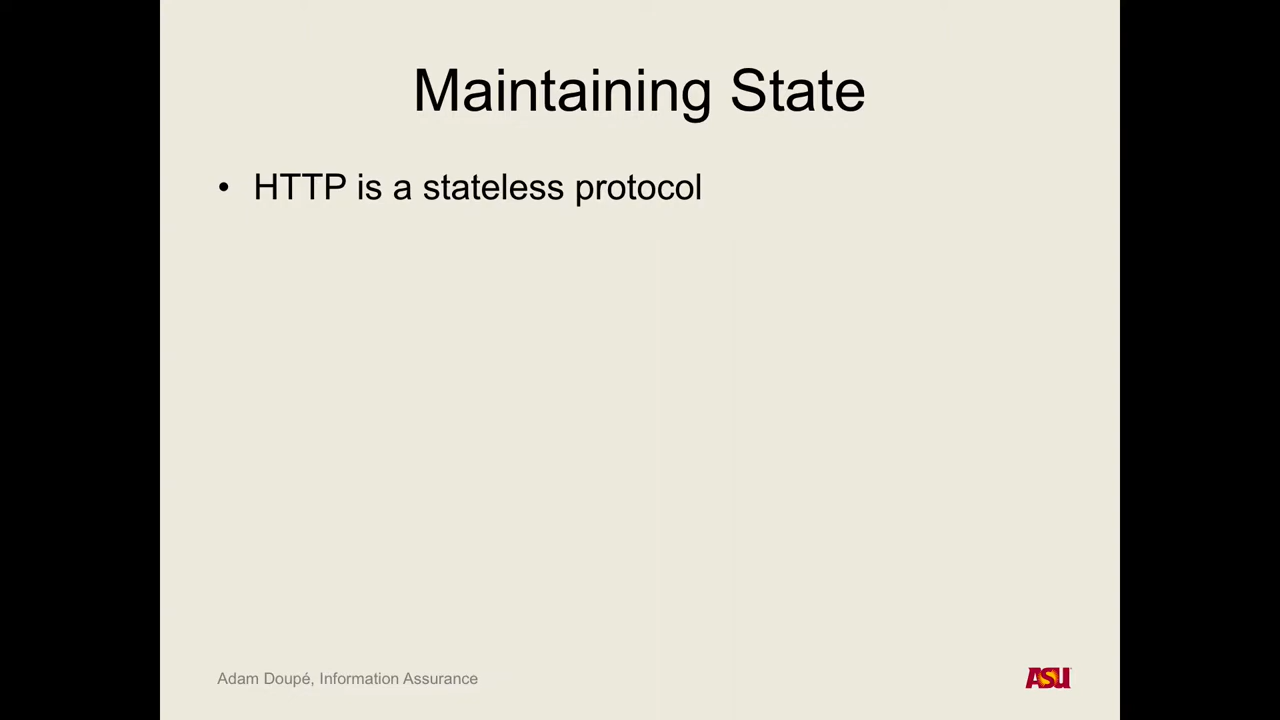 Maintaining State
• HTTP is a stateless protocol
Adam Doupé, Information Assurance
ASU